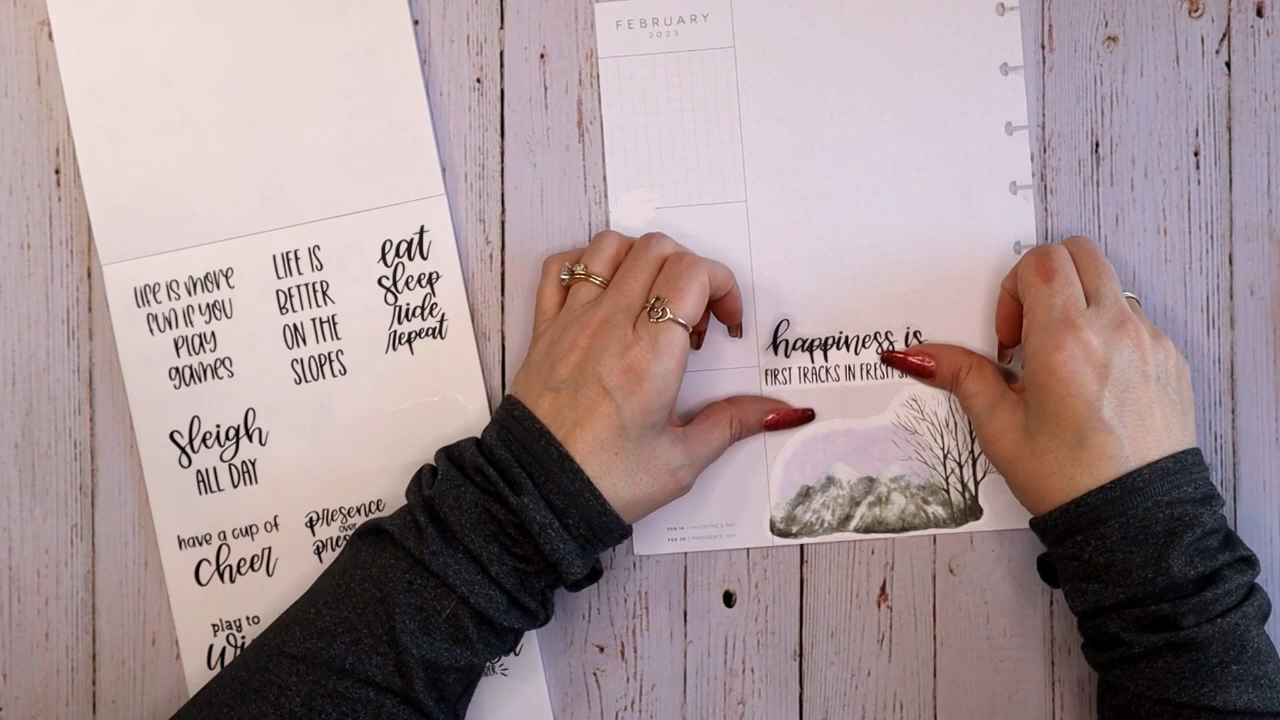 FEBRUARY
2023
happiness is
FIRST TRACKS IN FRESH
FEB 14 / VALENTINE'S DAY
FEB 20 / PRESIDENTS' DAY
LIFE IS MORE
FUN IF YOU
PLAY
games
LIFE IS
BETTER
ON THE
SLOPES
eat
sleep
ride
repeat
sleigh
ALL DAY
have a cup of
cheer
presence
over
play to